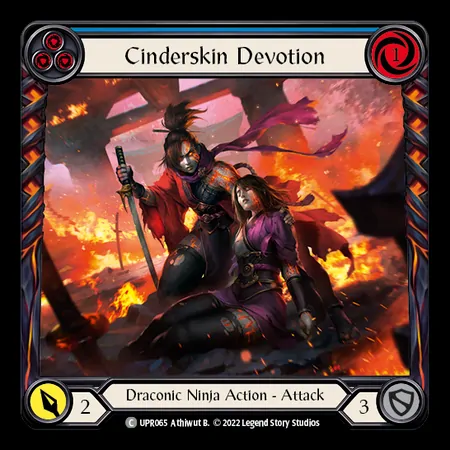 Cinderskin Devotion
1
2
Draconic Ninja Action - Attack
3
C UPR065 Athiwut B. © 2022 Legend Story Studios